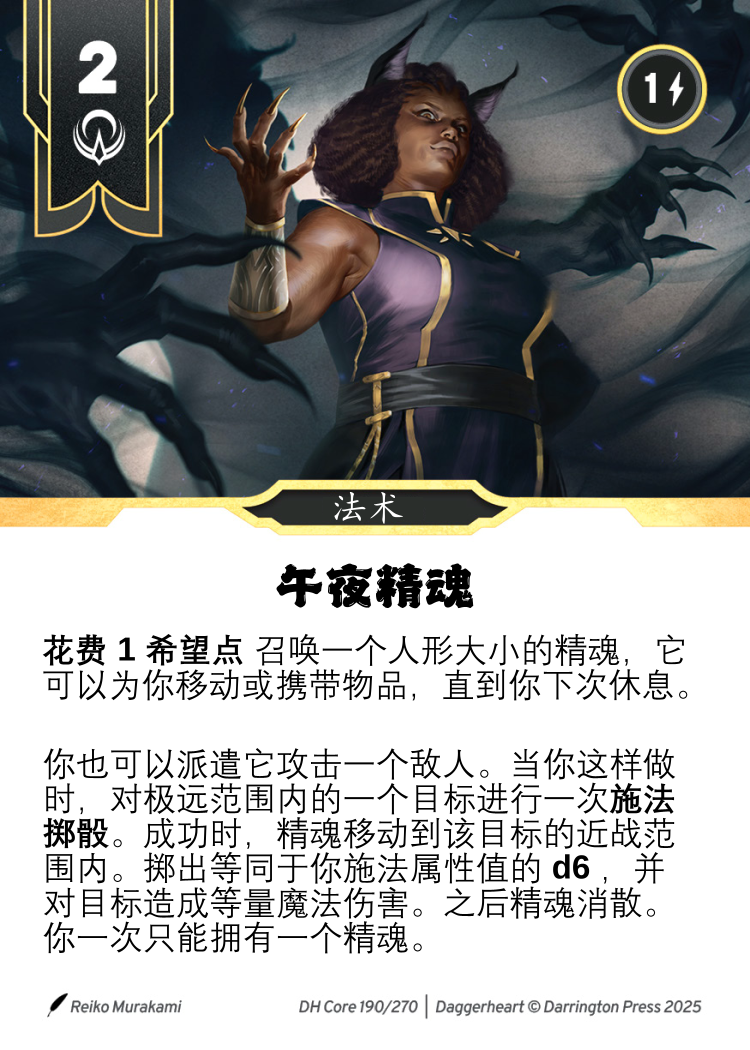 2
1
法术
午夜精魂
花费 1 希望点 召唤一个人形大小的精魂，它
可以为你移动或携带物品，直到你下次休息。
你也可以派遣它攻击一个敌人。当你这样做
时，对极远范围内的一个目标进行一次施法
掷骰。成功时，精魂移动到该目标的近战范
围内。掷出等同于你施法属性值的 d6 ，并
对目标造成等量魔法伤害。之后精魂消散。
你一次只能拥有一个精魂。
Reiko Murakami
DH Core 190/270 | Daggerheart © Darrington Press 2025